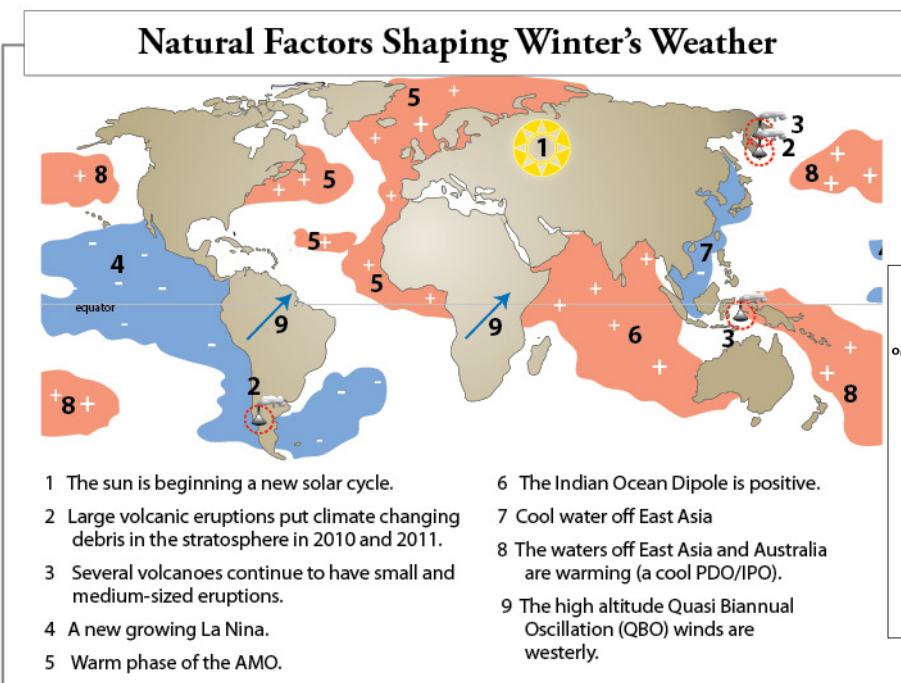 Natural Factors Shaping Winter's Weather
5
3
1
2
8
5
8
5
4
7
5
equator
9
9
6
3
2
8
8
1 The sun is beginning a new solar cycle.
2 Large volcanic eruptions put climate changing
debris in the stratosphere in 2010 and 2011.
3 Several volcanoes continue to have small and
medium-sized eruptions.
4 A new growing La Nina.
5 Warm phase of the AMO.
6 The Indian Ocean Dipole is positive.
7 Cool water off East Asia
8 The waters off East Asia and Australia
are warming (a cool PDO/IPO).
9 The high altitude Quasi Biannual
Oscillation (QBO) winds are
westerly.